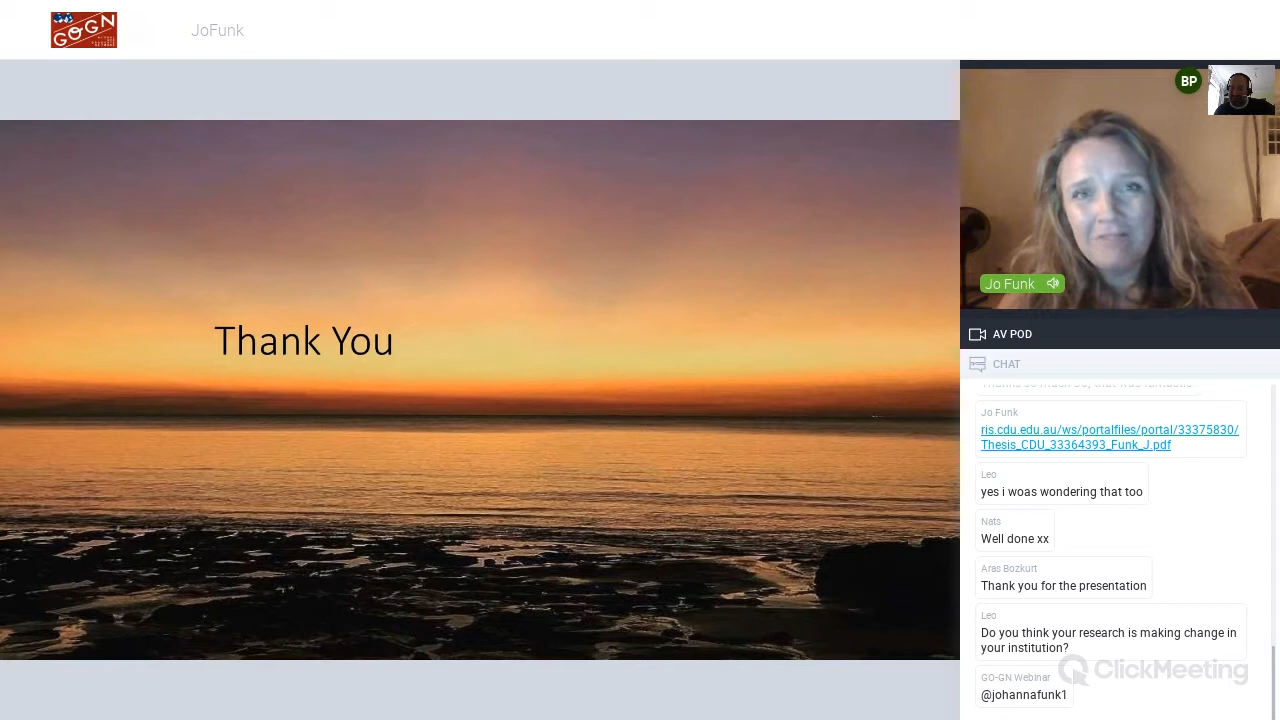 GO-GN
JoFunk
BP
Thank You
Jo Funk
AV POD
CHAT
Jo Funk
ris.cdu.edu.au/ws/portalfiles/portal/33375830/
Thesis_CDU_33364393_Funk_J.pdf
Leo
yes i woas wondering that too
Nats
Well done xx
Aras Bozkurt
Thank you for the presentation
Leo
Do you think your research is making change in
your institution?
ClickMeeting
GO-GN Webinar
@johannafunk1